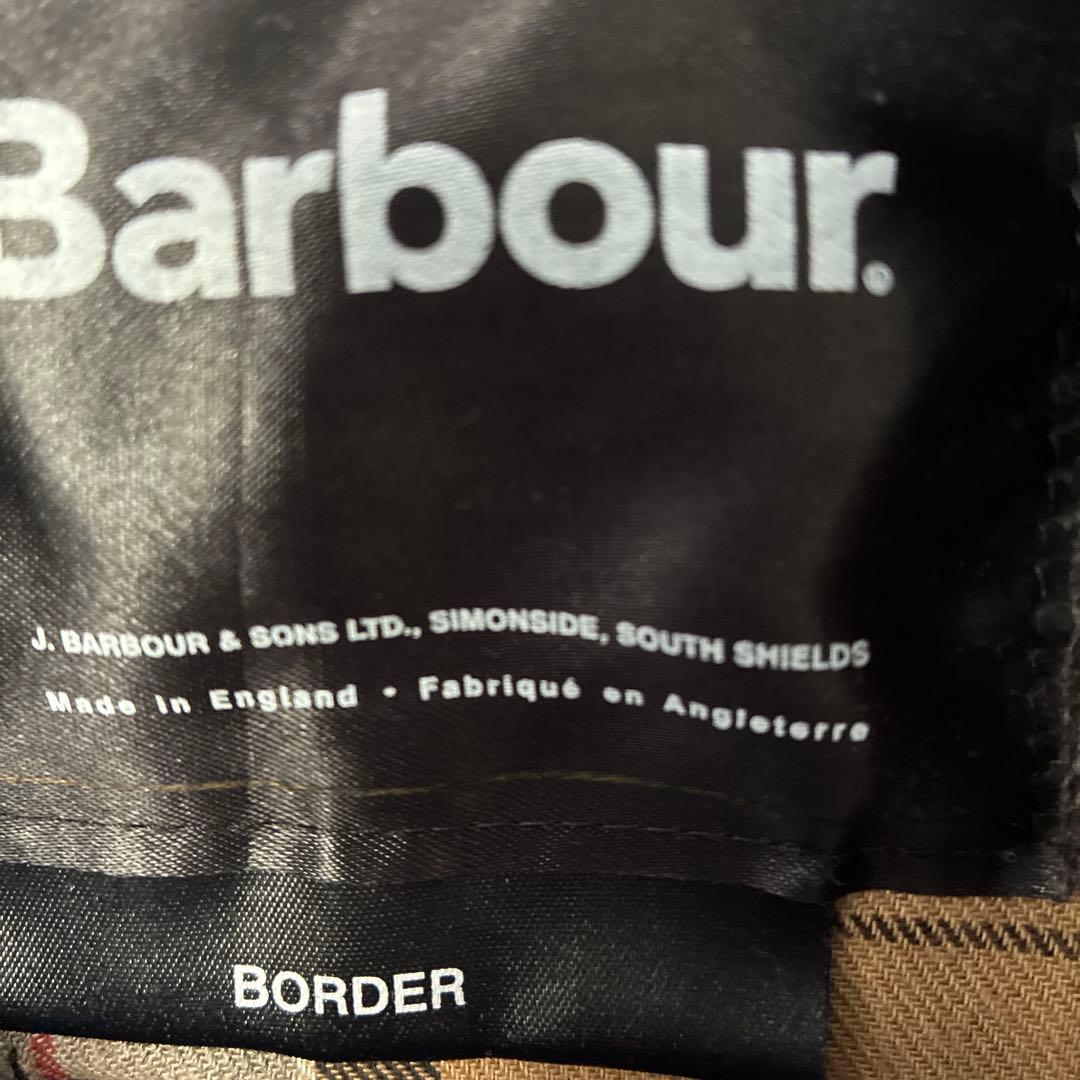 Barbour®
J. BARBOUR & SONS LTD., SIMONSIDE, SOUTH SHIELDS
Made in England • Fabriqué en Angleterre
BORDER